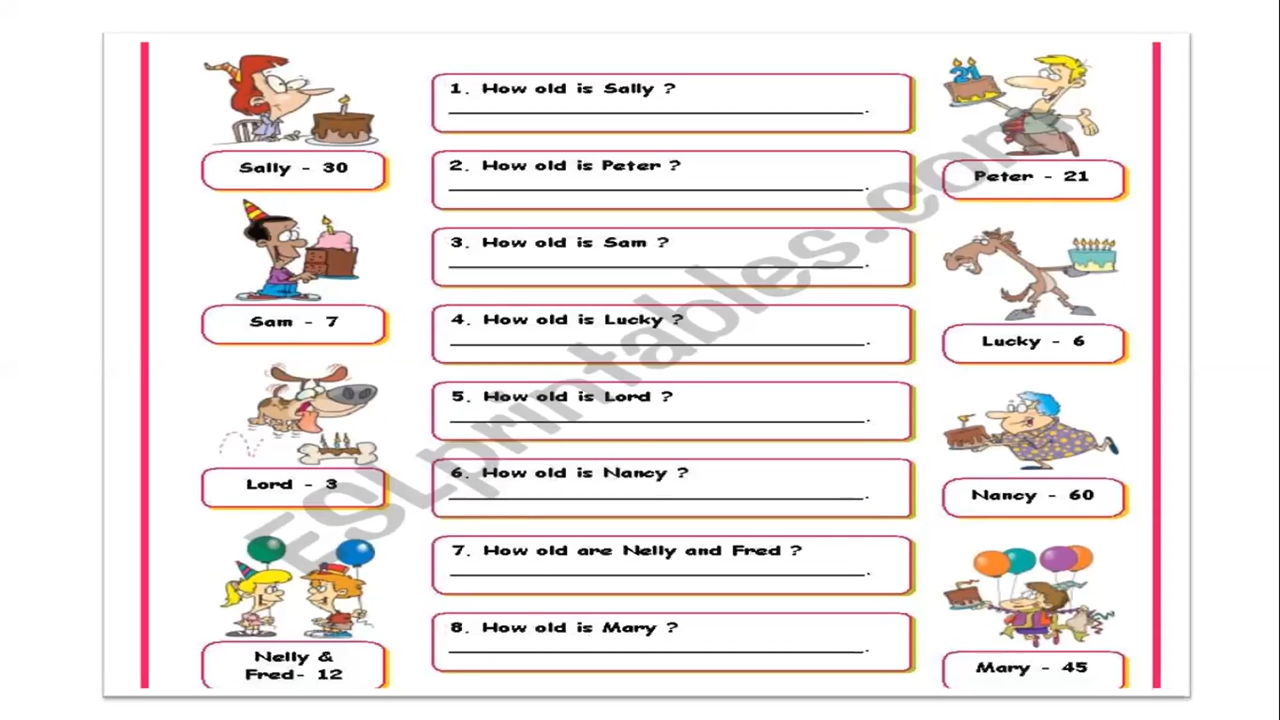 1. How old is Sally ?
.
Sally - 30
21
Peter - 21
2. How old is Peter ?
.
3. How old is Sam ?
.
Sam - 7
4. How old is Lucky ?
.
Lucky - 6
5. How old is Lord ?
.
Lord - 3
6. How old is Nancy ?
.
Nancy - 60
7. How old are Nelly and Fred ?
.
Nelly &
Fred- 12
8. How old is Mary ?
.
Mary - 45
ESLprintables.com